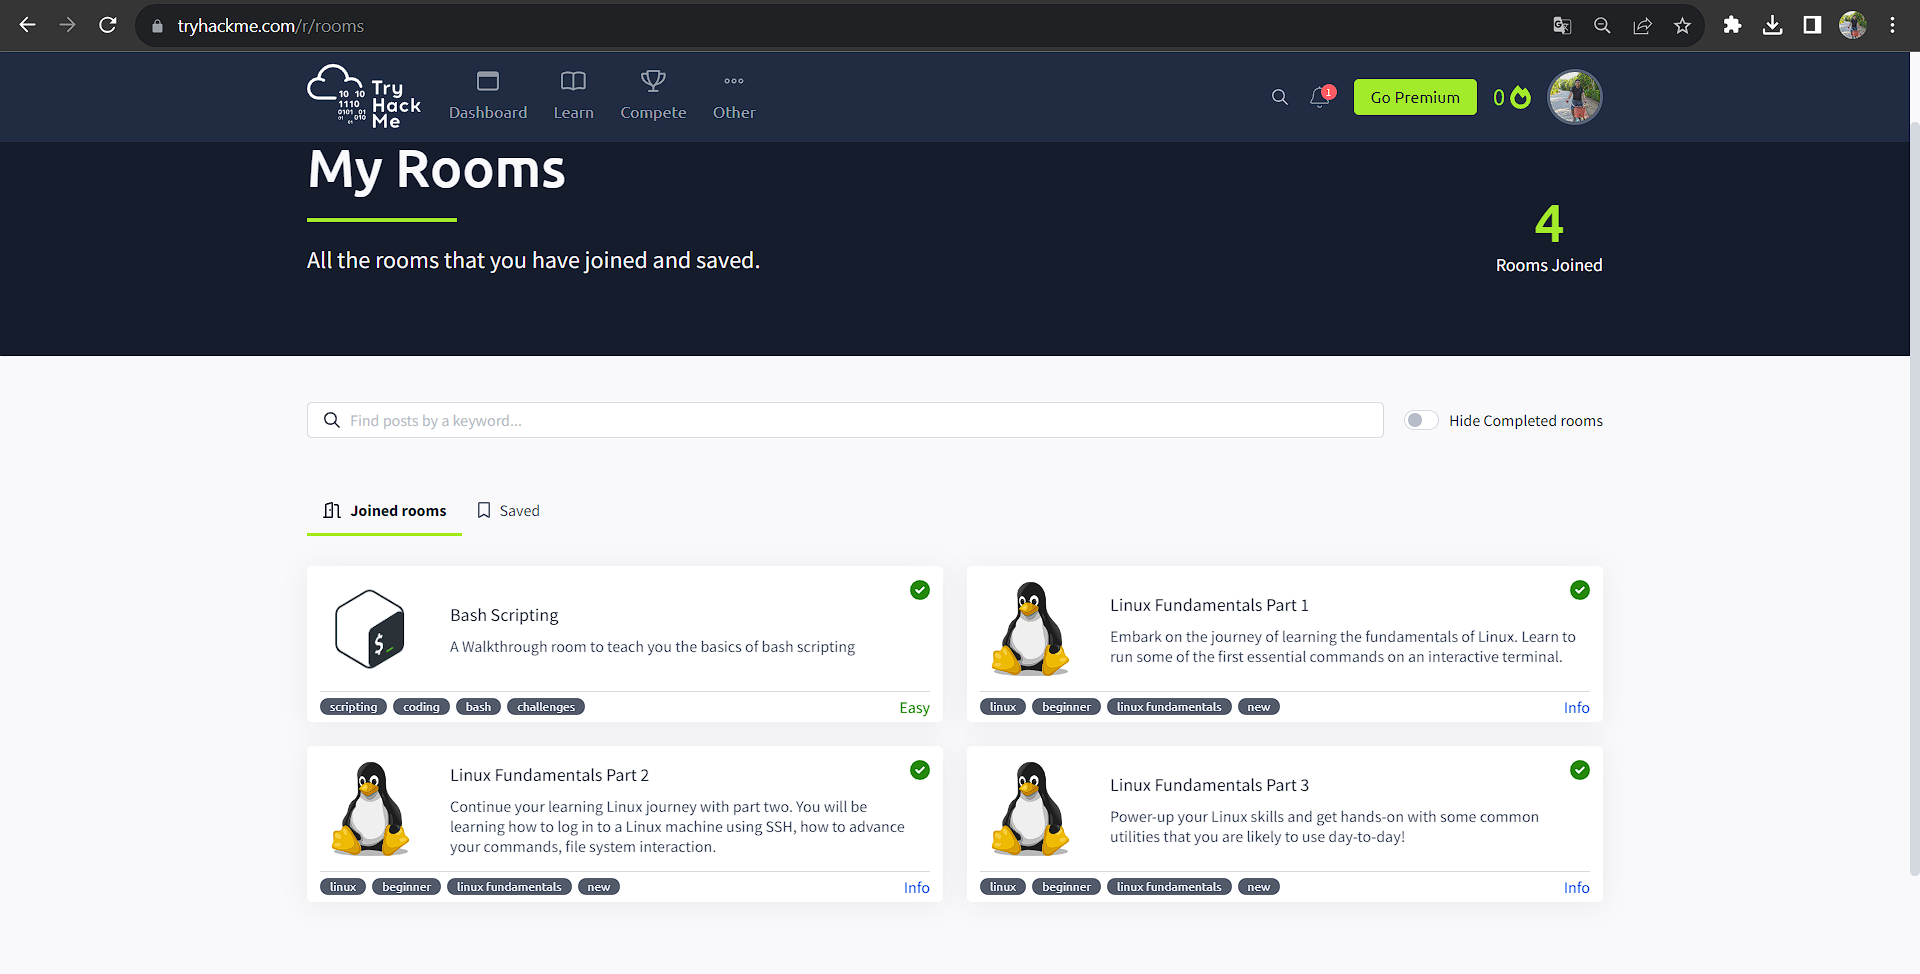 tryhackme.com/r/rooms
Try
Hack
Me
10 10
1110
0101 01
01 010
01
Dashboard
Learn
Compete
Other
1
Go Premium
0
My Rooms
All the rooms that you have joined and saved.
4
Rooms Joined
Find posts by a keyword...
Hide Completed rooms
Joined rooms
Saved
Bash Scripting
A Walkthrough room to teach you the basics of bash scripting
scripting coding bash challenges
Easy
Linux Fundamentals Part 1
Embark on the journey of learning the fundamentals of Linux. Learn to
run some of the first essential commands on an interactive terminal.
linux beginner linux fundamentals new
Info
Linux Fundamentals Part 2
Continue your learning Linux journey with part two. You will be
learning how to log in to a Linux machine using SSH, how to advance
your commands, file system interaction.
linux beginner linux fundamentals new
Info
Linux Fundamentals Part 3
Power-up your Linux skills and get hands-on with some common
utilities that you are likely to use day-to-day!
linux beginner linux fundamentals new
Info